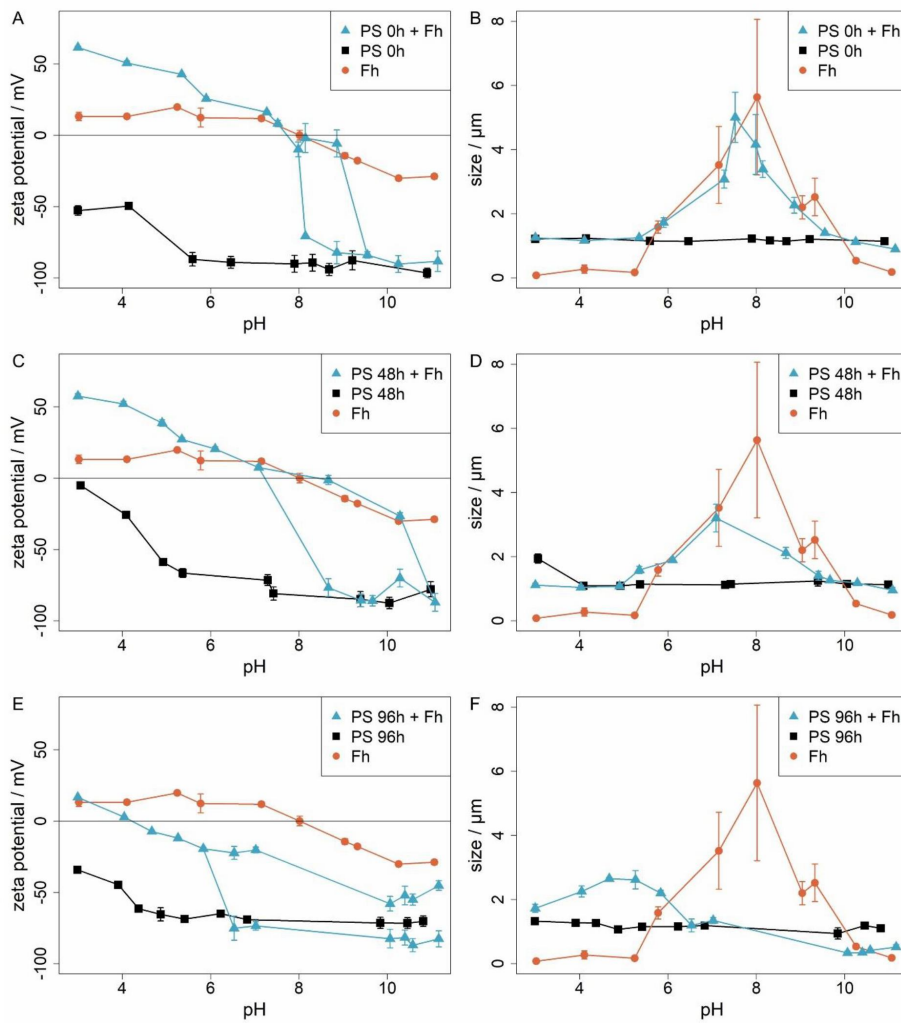 A
zeta potential / mV
50
0
-50
-100
PS 0h + Fh
PS 0h
Fh
4 6 8 10
pH
B
size / µm
8
6
4
2
0
PS 0h + Fh
PS 0h
Fh
4 6 8 10
pH
C
zeta potential / mV
50
0
-50
-100
PS 48h + Fh
PS 48h
Fh
4 6 8 10
pH
D
size / µm
8
6
4
2
0
PS 48h + Fh
PS 48h
Fh
4 6 8 10
pH
E
zeta potential / mV
50
0
-50
-100
PS 96h + Fh
PS 96h
Fh
4 6 8 10
pH
F
size / µm
8
6
4
2
0
PS 96h + Fh
PS 96h
Fh
4 6 8 10
pH